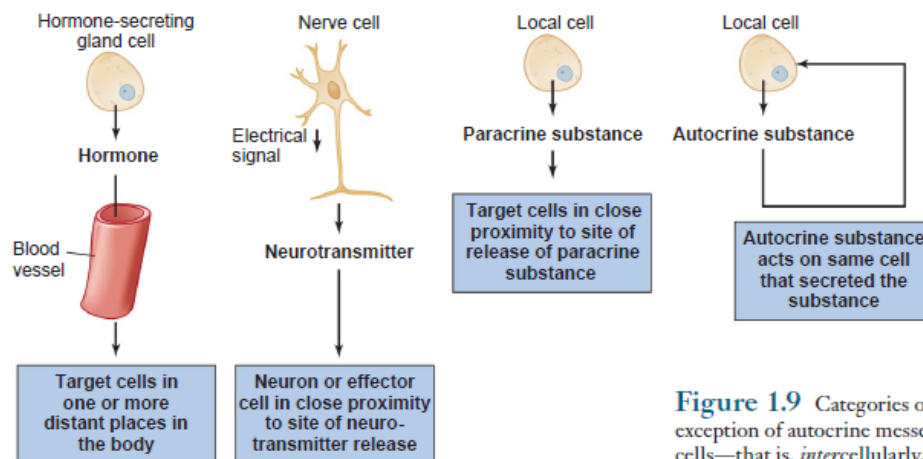 Hormone-secreting
gland cell
Hormone
Blood
vessel
Target cells in
one or more
distant places in
the body
Nerve cell
Electrical
signal
Neurotransmitter
Neuron or effector
cell in close proximity
to site of neuro-
transmitter release
Local cell
Paracrine substance
Target cells in close
proximity to site of
release of paracrine
substance
Local cell
Autocrine substance
Autocrine substance
acts on same cell
that secreted the
substance
Figure 1.9 Categories o
exception of autocrine messe
cells—that is, intercellularly